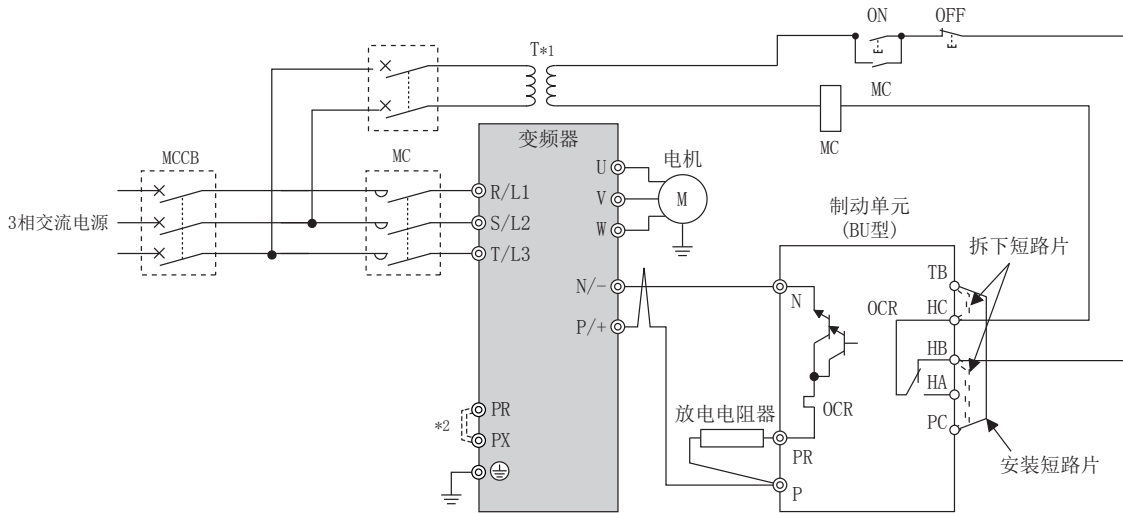 ON
OFF
T*1
MC
MC
变频器
MCCB
MC
电机
U
V
W
M
R/L1
S/L2
T/L3
3相交流电源
制动单元
(BU型)
拆下短路片
N/-
P/+
N
TB
HC
HB
HA
PC
OCR
OCR
PR
PX
*2
放电电阻器
PR
P
安装短路片